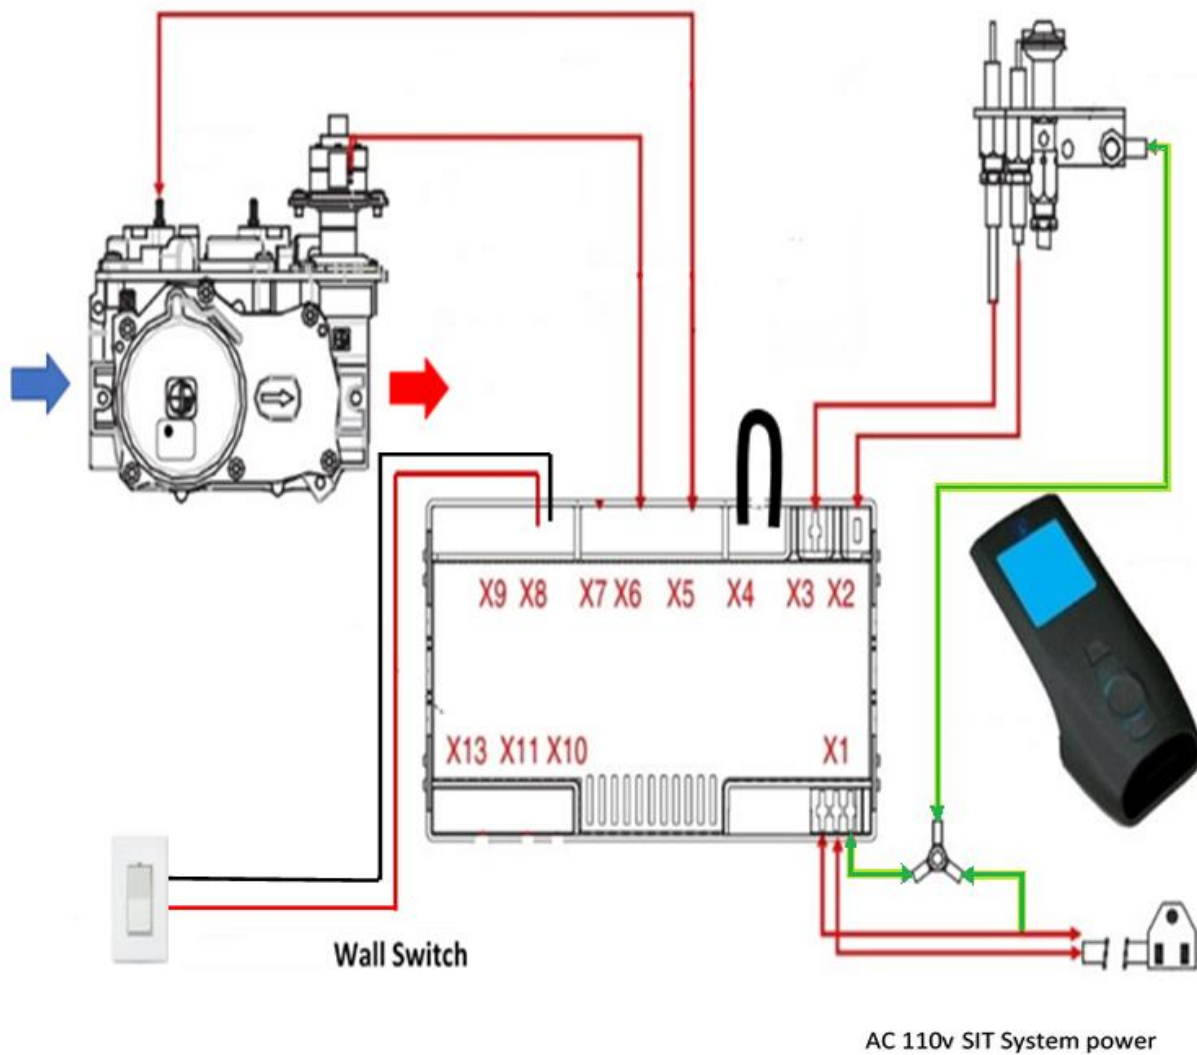 X9 X8 X7 X6 X5 X4 X3 X2
X13 X11 X10 X1
Wall Switch
AC 110v SIT System power